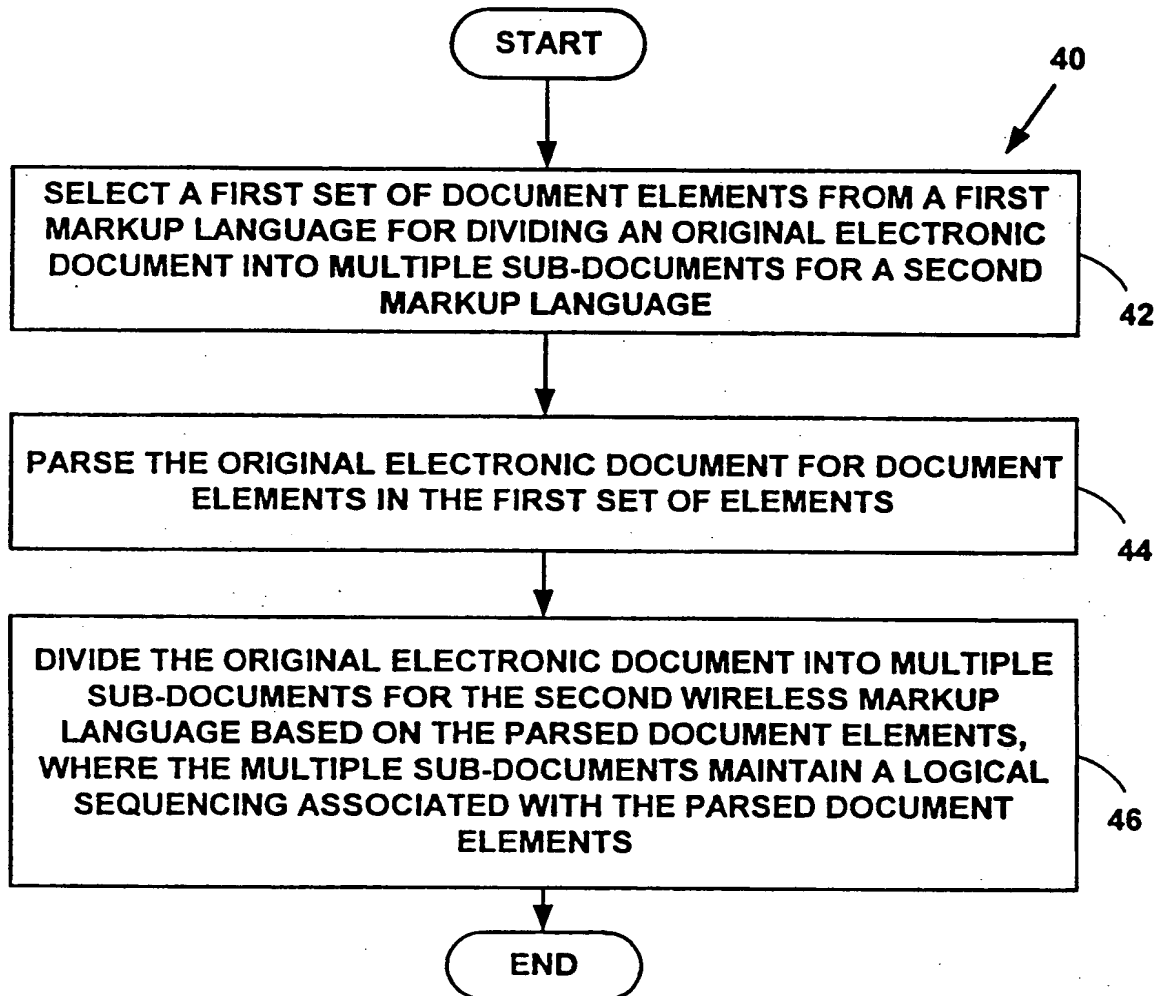 START
40
SELECT A FIRST SET OF DOCUMENT ELEMENTS FROM A FIRST
MARKUP LANGUAGE FOR DIVIDING AN ORIGINAL ELECTRONIC
DOCUMENT INTO MULTIPLE SUB-DOCUMENTS FOR A SECOND
MARKUP LANGUAGE
42
PARSE THE ORIGINAL ELECTRONIC DOCUMENT FOR DOCUMENT
ELEMENTS IN THE FIRST SET OF ELEMENTS
44
DIVIDE THE ORIGINAL ELECTRONIC DOCUMENT INTO MULTIPLE
SUB-DOCUMENTS FOR THE SECOND WIRELESS MARKUP
LANGUAGE BASED ON THE PARSED DOCUMENT ELEMENTS,
WHERE THE MULTIPLE SUB-DOCUMENTS MAINTAIN A LOGICAL
SEQUENCING ASSOCIATED WITH THE PARSED DOCUMENT
ELEMENTS
46
END